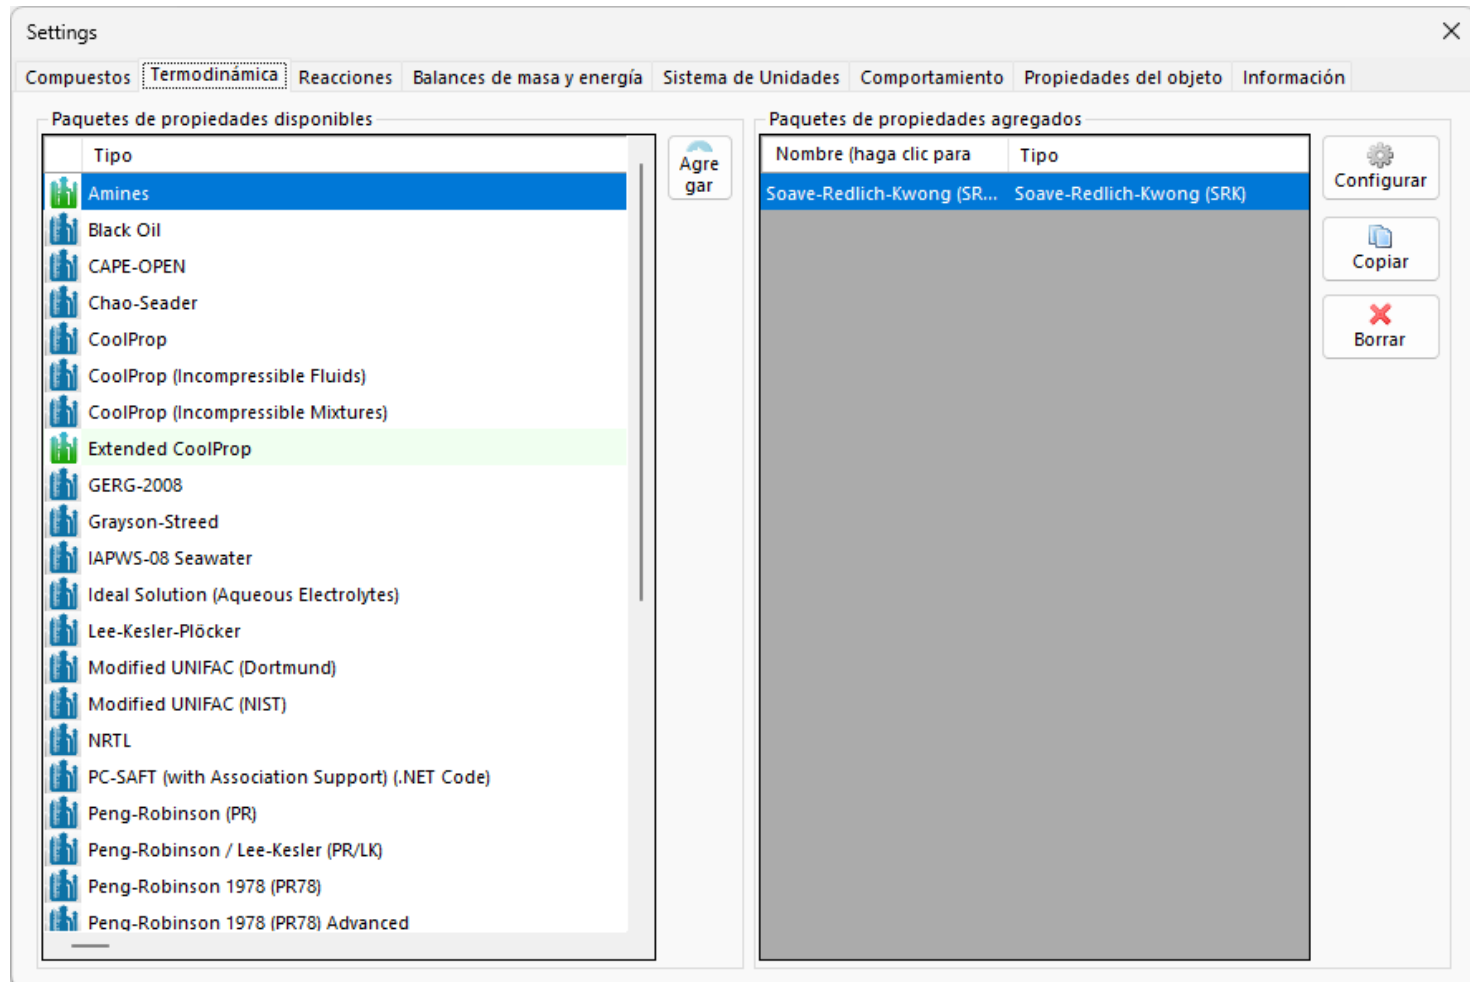 Settings
Compuestos Termodinámica Reacciones Balances de masa y energía Sistema de Unidades Comportamiento Propiedades del objeto Información
Paquetes de propiedades disponibles
Tipo
Amines
Black Oil
CAPE-OPEN
Chao-Seader
CoolProp
CoolProp (Incompressible Fluids)
CoolProp (Incompressible Mixtures)
Extended CoolProp
GERG-2008
Grayson-Streed
IAPWS-08 Seawater
Ideal Solution (Aqueous Electrolytes)
Lee-Kesler-Plöcker
Modified UNIFAC (Dortmund)
Modified UNIFAC (NIST)
NRTL
PC-SAFT (with Association Support) (.NET Code)
Peng-Robinson (PR)
Peng-Robinson / Lee-Kesler (PR/LK)
Peng-Robinson 1978 (PR78)
Peng-Robinson 1978 (PR78) Advanced
Agre
gar
Paquetes de propiedades agregados
Nombre (haga clic para Tipo
Soave-Redlich-Kwong (SR... Soave-Redlich-Kwong (SRK)
Configurar
Copiar
Borrar